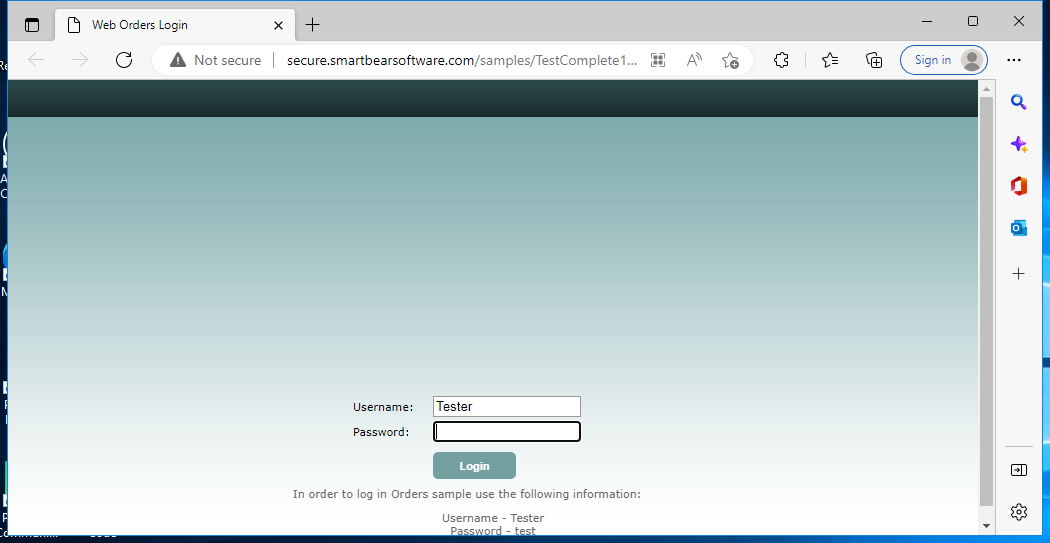 Web Orders Login
Not secure
secure.smartbearsoftware.com/samples/TestComplete1...
Sign in
Username:
Tester
Password:
Login
In order to log in Orders sample use the following information:
Username - Tester
Password - test